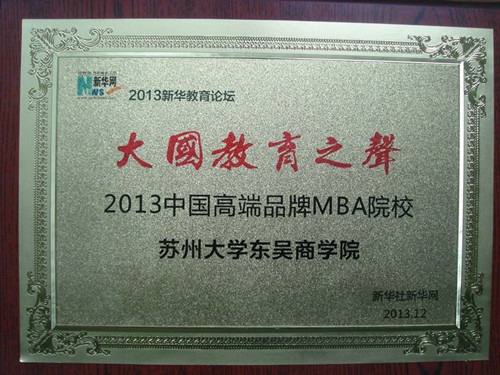 新华网
NWS
2013新华教育论坛
大國教育之聲
2013中国高端品牌MBA院校
苏州大学东吴商学院
新华社新华网
2013.12